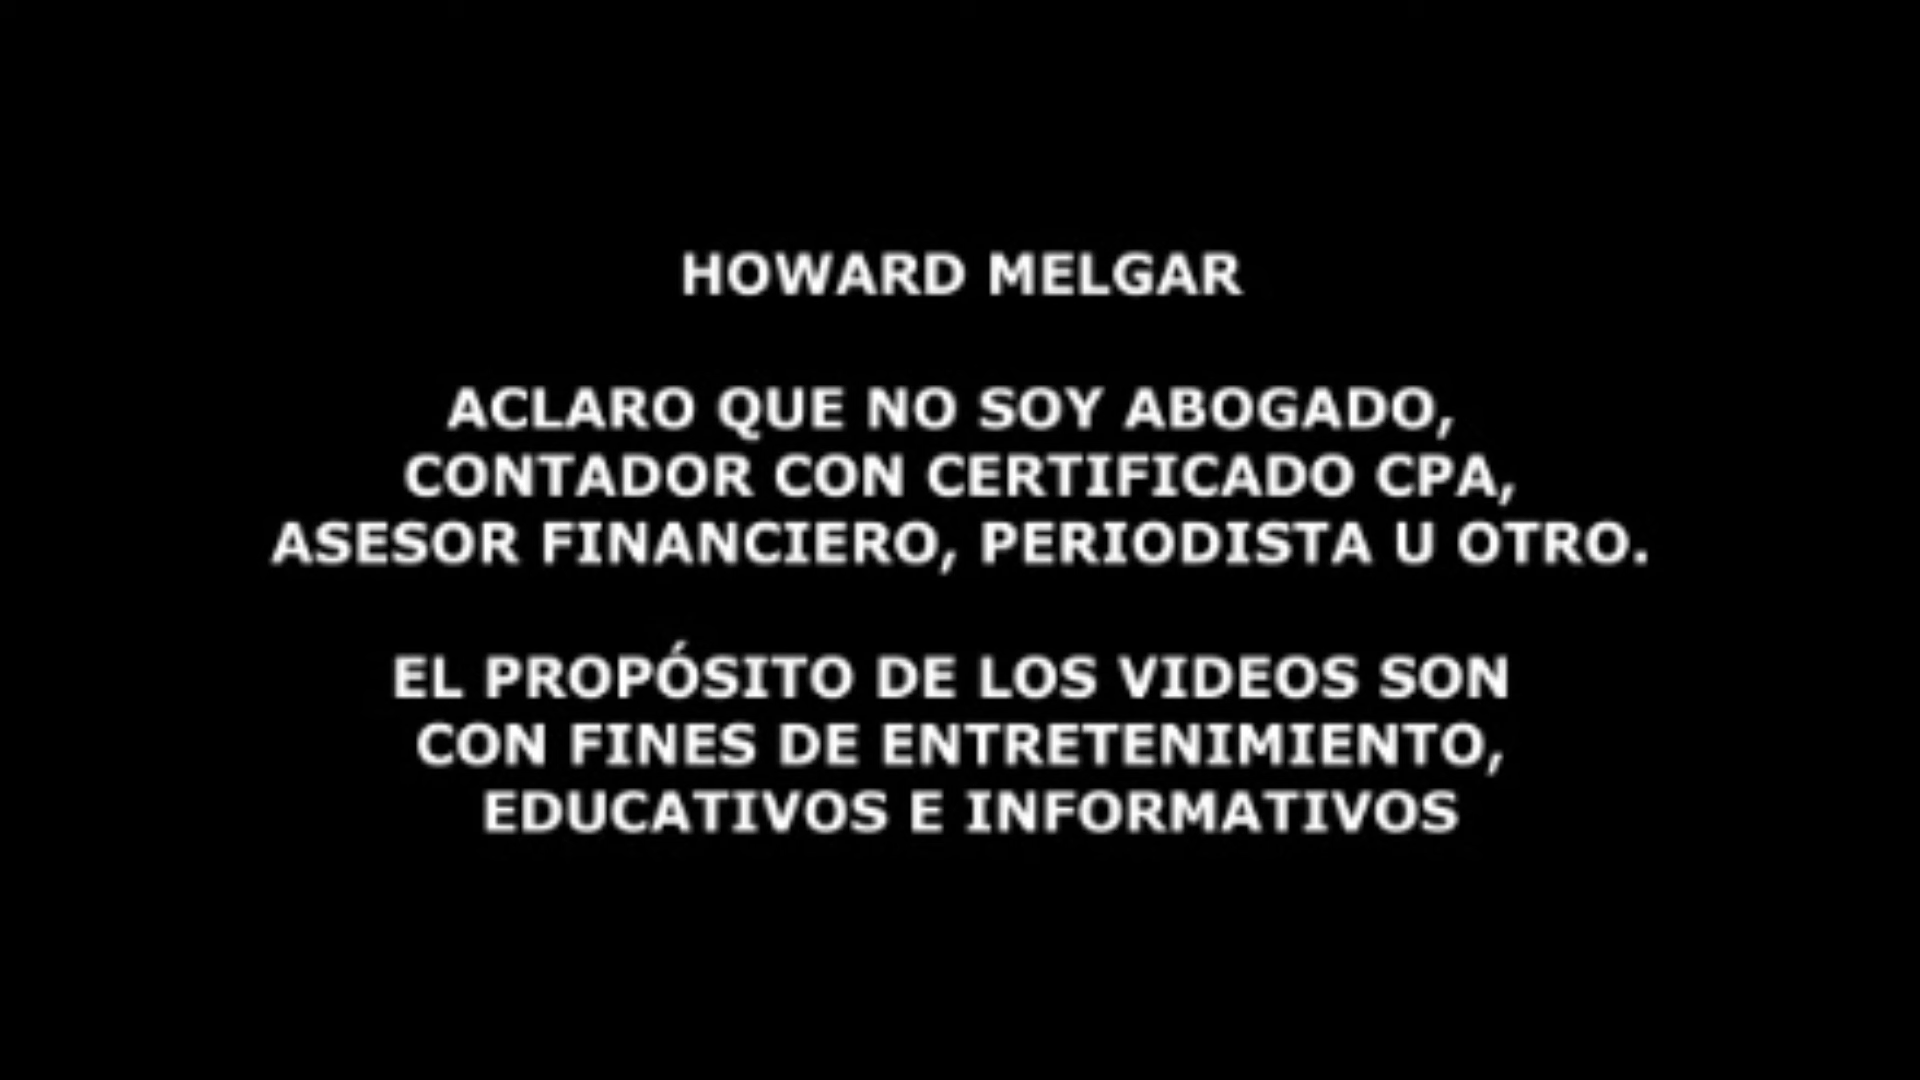 HOWARD MELGAR
ACLARO QUE NO SOY ABOGADO,
CONTADOR CON CERTIFICADO CPA,
ASESOR FINANCIERO, PERIODISTA U OTRO.
EL PROPÓSITO DE LOS VIDEOS SON
CON FINES DE ENTRETENIMIENTO,
EDUCATIVOS E INFORMATIVOS